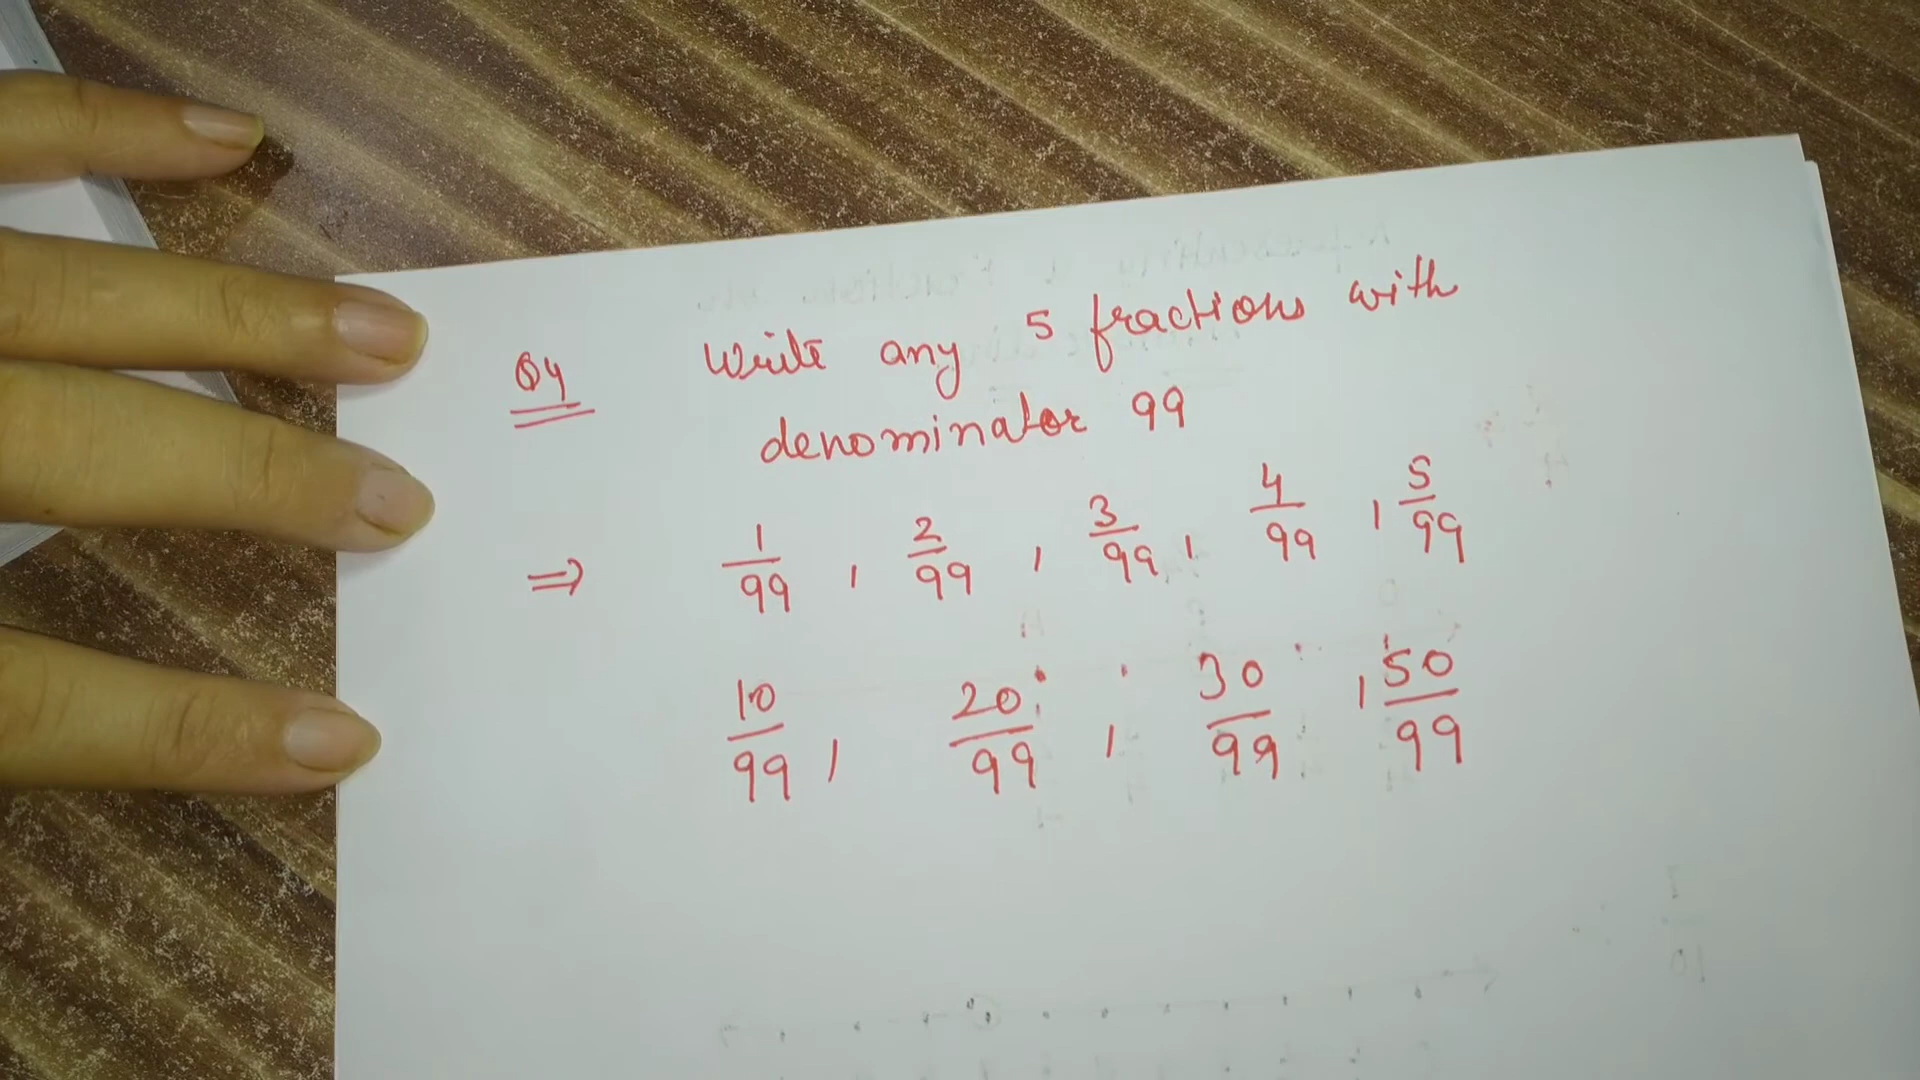 Q4 Write any 5 fractions with
denominator 99
⇒ 1/99 , 2/99 , 3/99 , 4/99 , 5/99
10/99 , 20/99 , 30/99 , 50/99